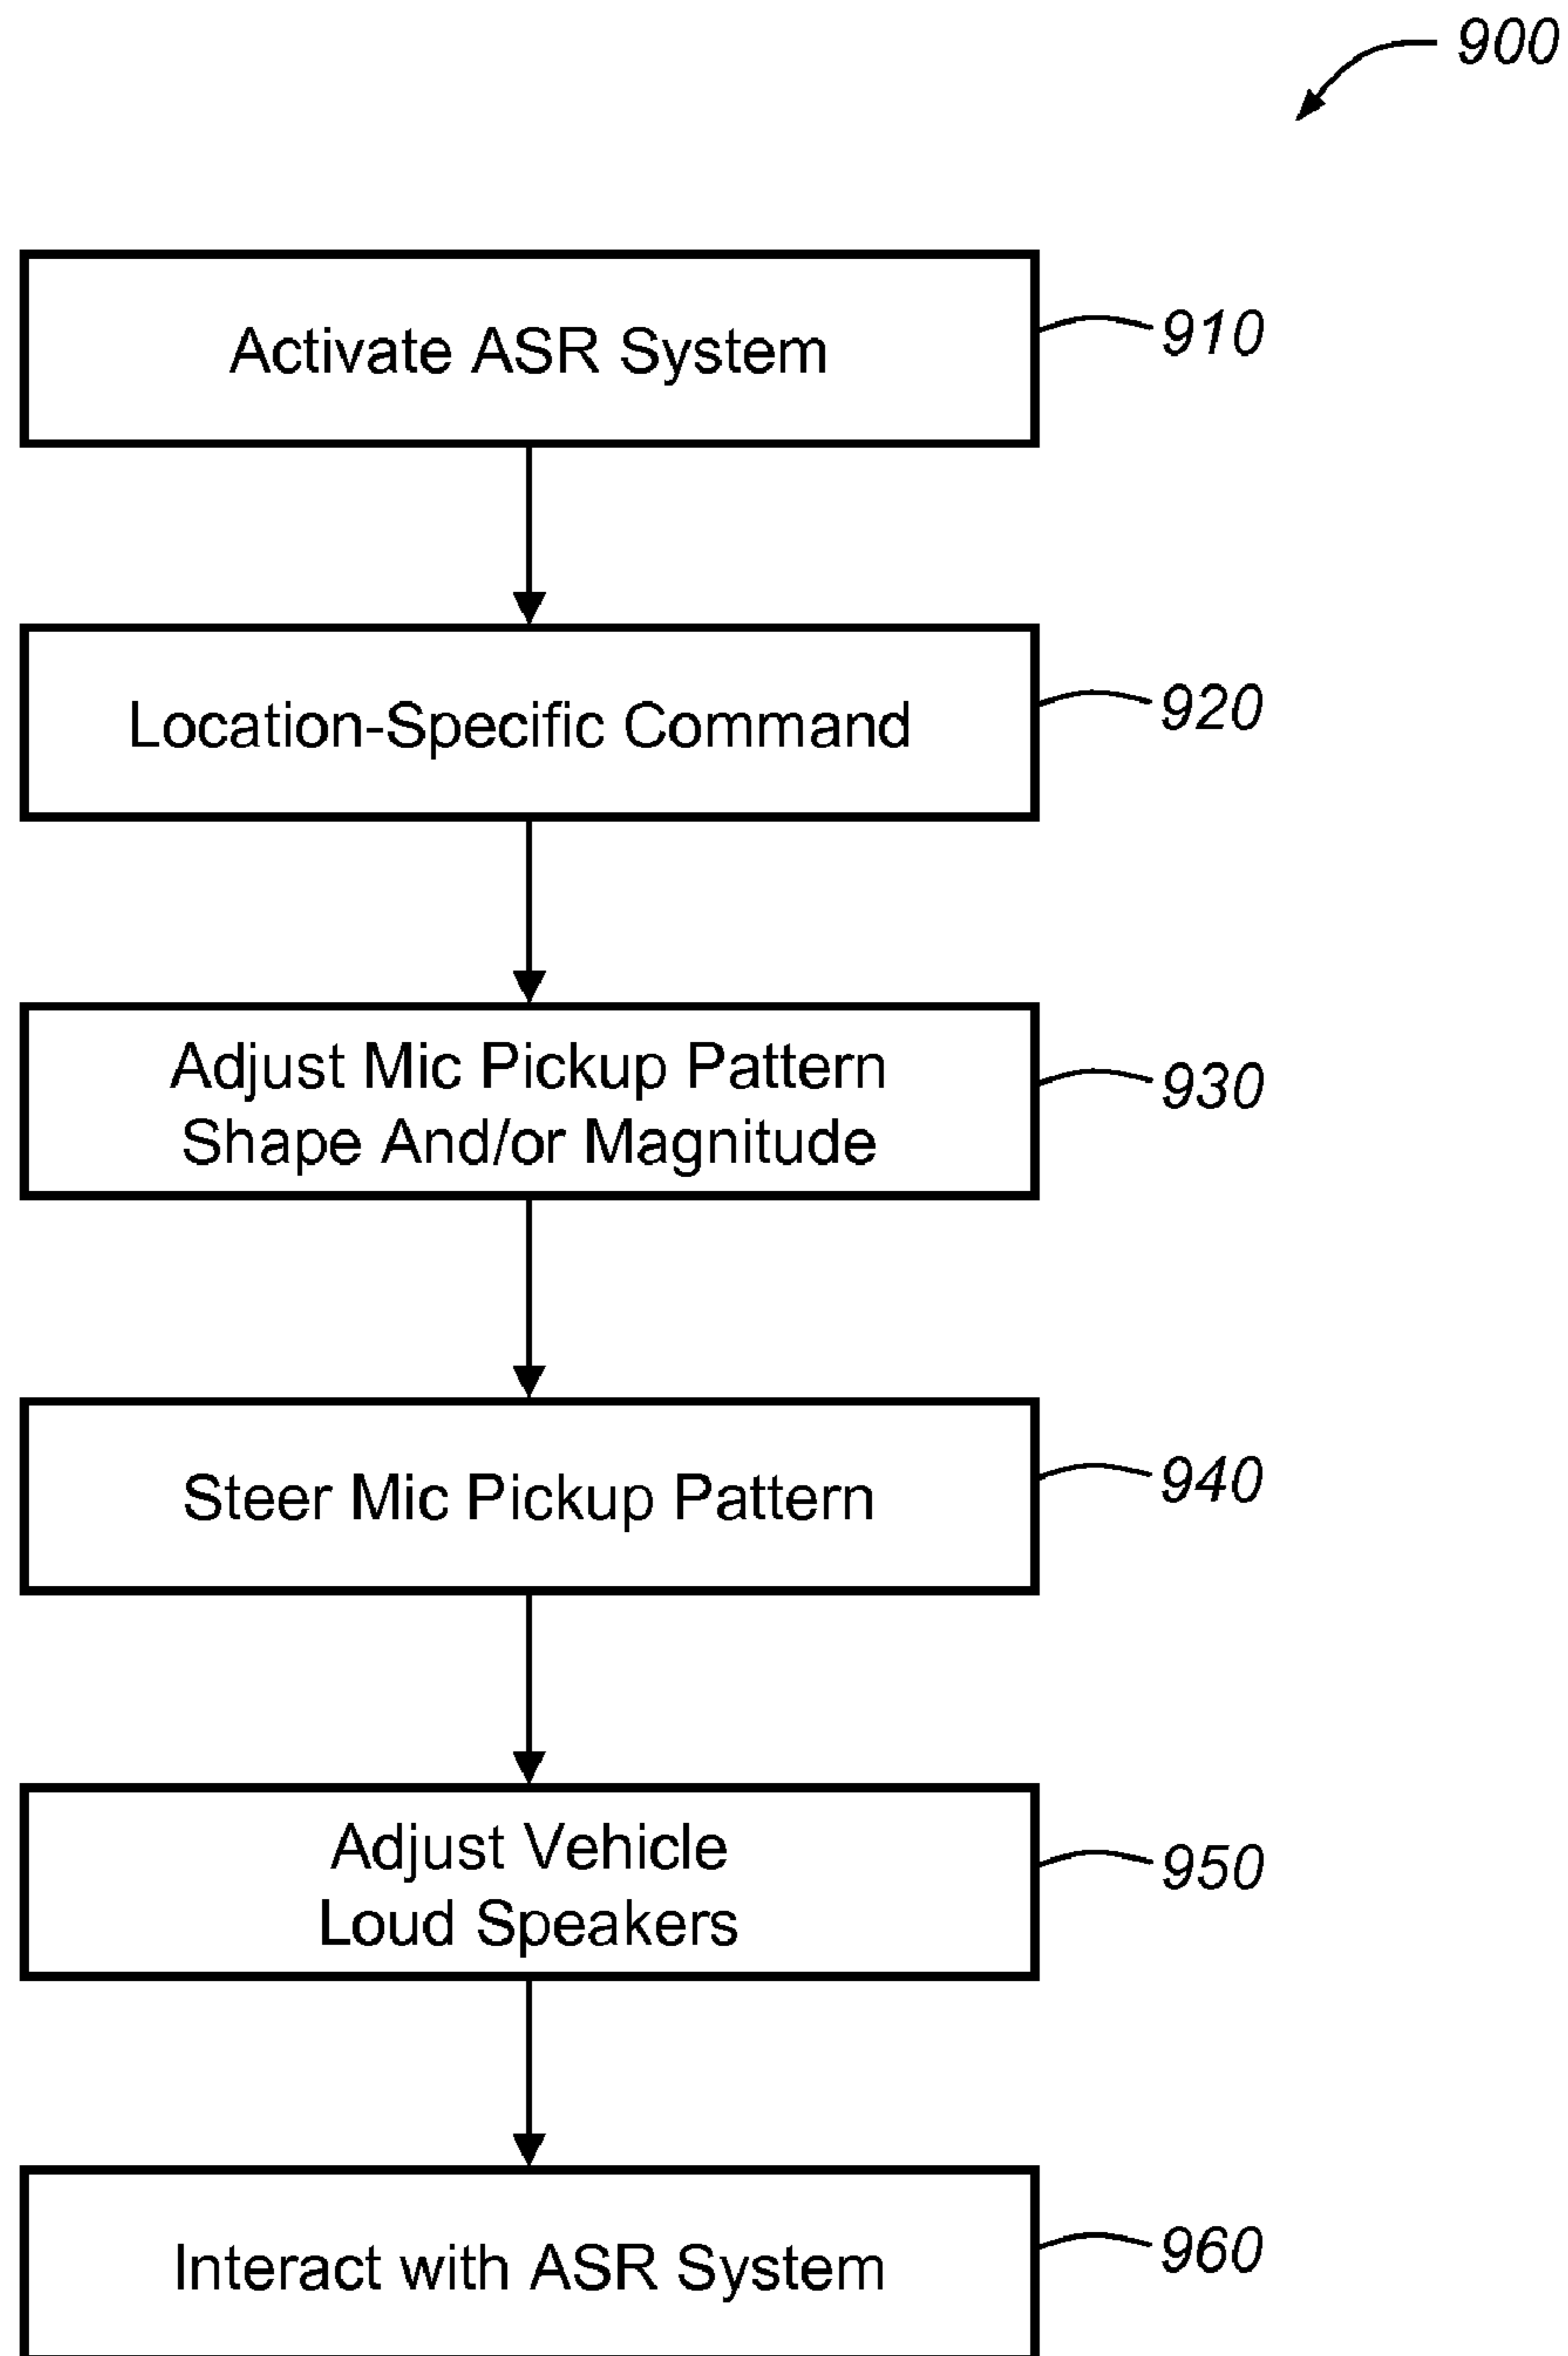 900
Activate ASR System
910
Location-Specific Command
920
Adjust Mic Pickup Pattern
Shape And/or Magnitude
930
Steer Mic Pickup Pattern
940
Adjust Vehicle
Loud Speakers
950
Interact with ASR System
960